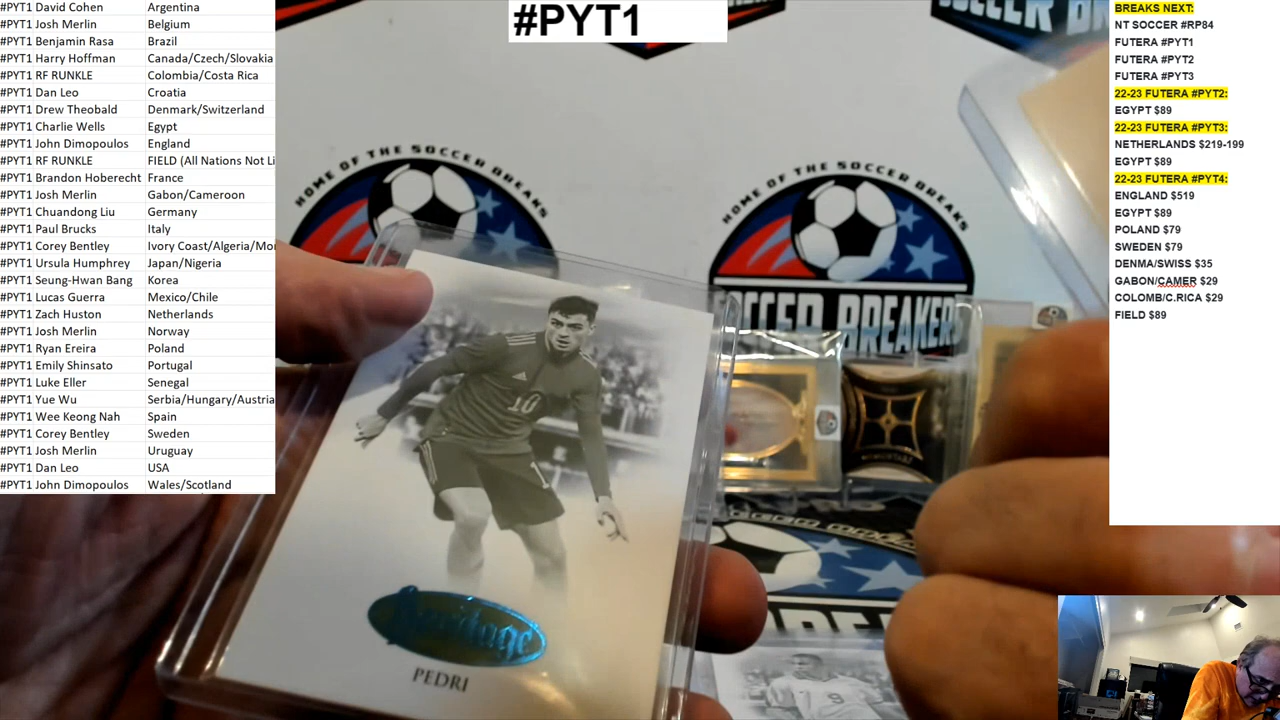 #PYT1 David Cohen Argentina
#PYT1 Josh Merlin Belgium
#PYT1 Benjamin Rasa Brazil
#PYT1 Harry Hoffman Canada/Czech/Slovakia
#PYT1 RF RUNKLE Colombia/Costa Rica
#PYT1 Dan Leo Croatia
#PYT1 Drew Theobald Denmark/Switzerland
#PYT1 Charlie Wells Egypt
#PYT1 John Dimopoulos England
#PYT1 RF RUNKLE FIELD (All Nations Not Li
#PYT1 Brandon Hoberecht France
#PYT1 Josh Merlin Gabon/Cameroon
#PYT1 Chuandong Liu Germany
#PYT1 Paul Brucks Italy
#PYT1 Corey Bentley Ivory Coast/Algeria/Mor
#PYT1 Ursula Humphrey Japan/Nigeria
#PYT1 Seung-Hwan Bang Korea
#PYT1 Lucas Guerra Mexico/Chile
#PYT1 Zach Huston Netherlands
#PYT1 Josh Merlin Norway
#PYT1 Ryan Ereira Poland
#PYT1 Emily Shinsato Portugal
#PYT1 Luke Eller Senegal
#PYT1 Yue Wu Serbia/Hungary/Austria
#PYT1 Wee Keong Nah Spain
#PYT1 Corey Bentley Sweden
#PYT1 Josh Merlin Uruguay
#PYT1 Dan Leo USA
#PYT1 John Dimopoulos Wales/Scotland
#PYT1
HOME OF THE SOCCER BREAKS
HOME OF THE SOCCER BREAKS
SOCCER BREAKERS
10
Heritage
PEDRI
9
BREAKS NEXT:
NT SOCCER #RP84
FUTERA #PYT1
FUTERA #PYT2
FUTERA #PYT3
22-23 FUTERA #PYT2:
EGYPT $89
22-23 FUTERA #PYT3:
NETHERLANDS $219-199
EGYPT $89
22-23 FUTERA #PYT4:
ENGLAND $519
EGYPT $89
POLAND $79
SWEDEN $79
DENMA/SWISS $35
GABON/CAMER $29
COLOMB/C.RICA $29
FIELD $89